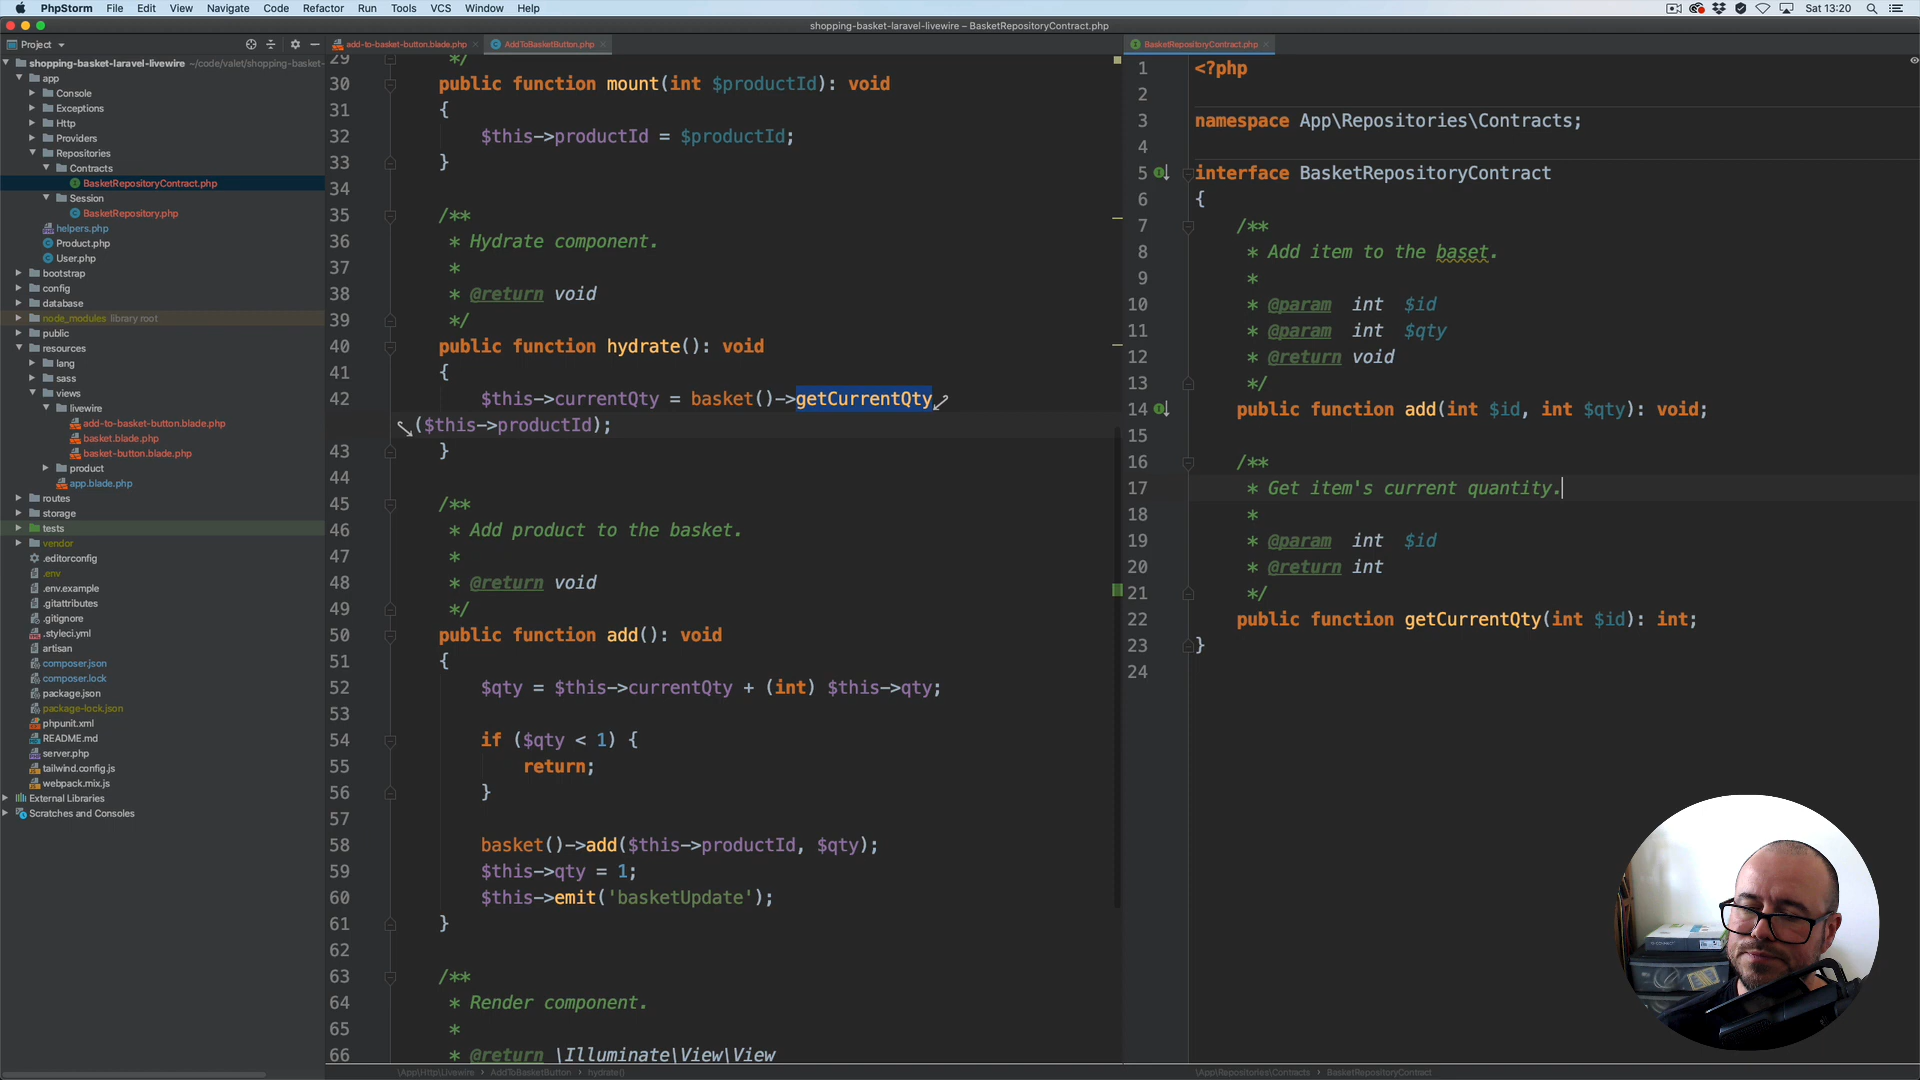 PhpStorm File Edit View Navigate Code Refactor Run Tools VCS Window Help Sat 13:20
shopping-basket-laravel-livewire – BasketRepositoryContract.php
Project
add-to-basket-button.blade.php
AddToBasketButton.php
BasketRepositoryContract.php
shopping-basket-laravel-livewire ~/code/valet/shopping-basket-
app
Console
Exceptions
Http
Providers
Repositories
Contracts
BasketRepositoryContract.php
Session
BasketRepository.php
helpers.php
Product.php
User.php
bootstrap
config
database
node_modules library root
public
resources
lang
sass
views
livewire
add-to-basket-button.blade.php
basket.blade.php
basket-button.blade.php
product
app.blade.php
routes
storage
tests
vendor
.editorconfig
.env
.env.example
.gitattributes
.gitignore
.styleci.yml
artisan
composer.json
composer.lock
package.json
package-lock.json
phpunit.xml
README.md
server.php
tailwind.config.js
webpack.mix.js
External Libraries
Scratches and Consoles
29 */
30 public function mount(int $productId): void
31 {
32 $this->productId = $productId;
33 }
34
35 /**
36 * Hydrate component.
37 *
38 * @return void
39 */
40 public function hydrate(): void
41 {
42 $this->currentQty = basket()->getCurrentQty
($this->productId);
43 }
44
45 /**
46 * Add product to the basket.
47 *
48 * @return void
49 */
50 public function add(): void
51 {
52 $qty = $this->currentQty + (int) $this->qty;
53
54 if ($qty < 1) {
55 return;
56 }
57
58 basket()->add($this->productId, $qty);
59 $this->qty = 1;
60 $this->emit('basketUpdate');
61 }
62
63 /**
64 * Render component.
65 *
66 * @return \Illuminate\View\View
\App\Http\Livewire > AddToBasketButton > hydrate()
1 <?php
2
3 namespace App\Repositories\Contracts;
4
5 interface BasketRepositoryContract
6 {
7 /**
8 * Add item to the baset.
9 *
10 * @param int $id
11 * @param int $qty
12 * @return void
13 */
14 public function add(int $id, int $qty): void;
15
16 /**
17 * Get item's current quantity.
18 *
19 * @param int $id
20 * @return int
21 */
22 public function getCurrentQty(int $id): int;
23 }
24
\App\Repositories\Contracts > BasketRepositoryContract